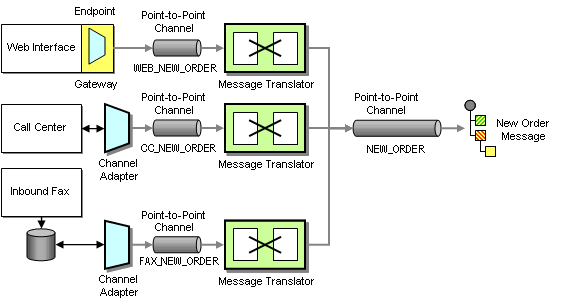 Endpoint
Web Interface
Gateway
Point-to-Point
Channel
WEB_NEW_ORDER
Message Translator
Call Center
Channel
Adapter
Point-to-Point
Channel
CC_NEW_ORDER
Message Translator
Point-to-Point
Channel
NEW_ORDER
New Order
Message
Inbound Fax
Channel
Adapter
Point-to-Point
Channel
FAX_NEW_ORDER
Message Translator